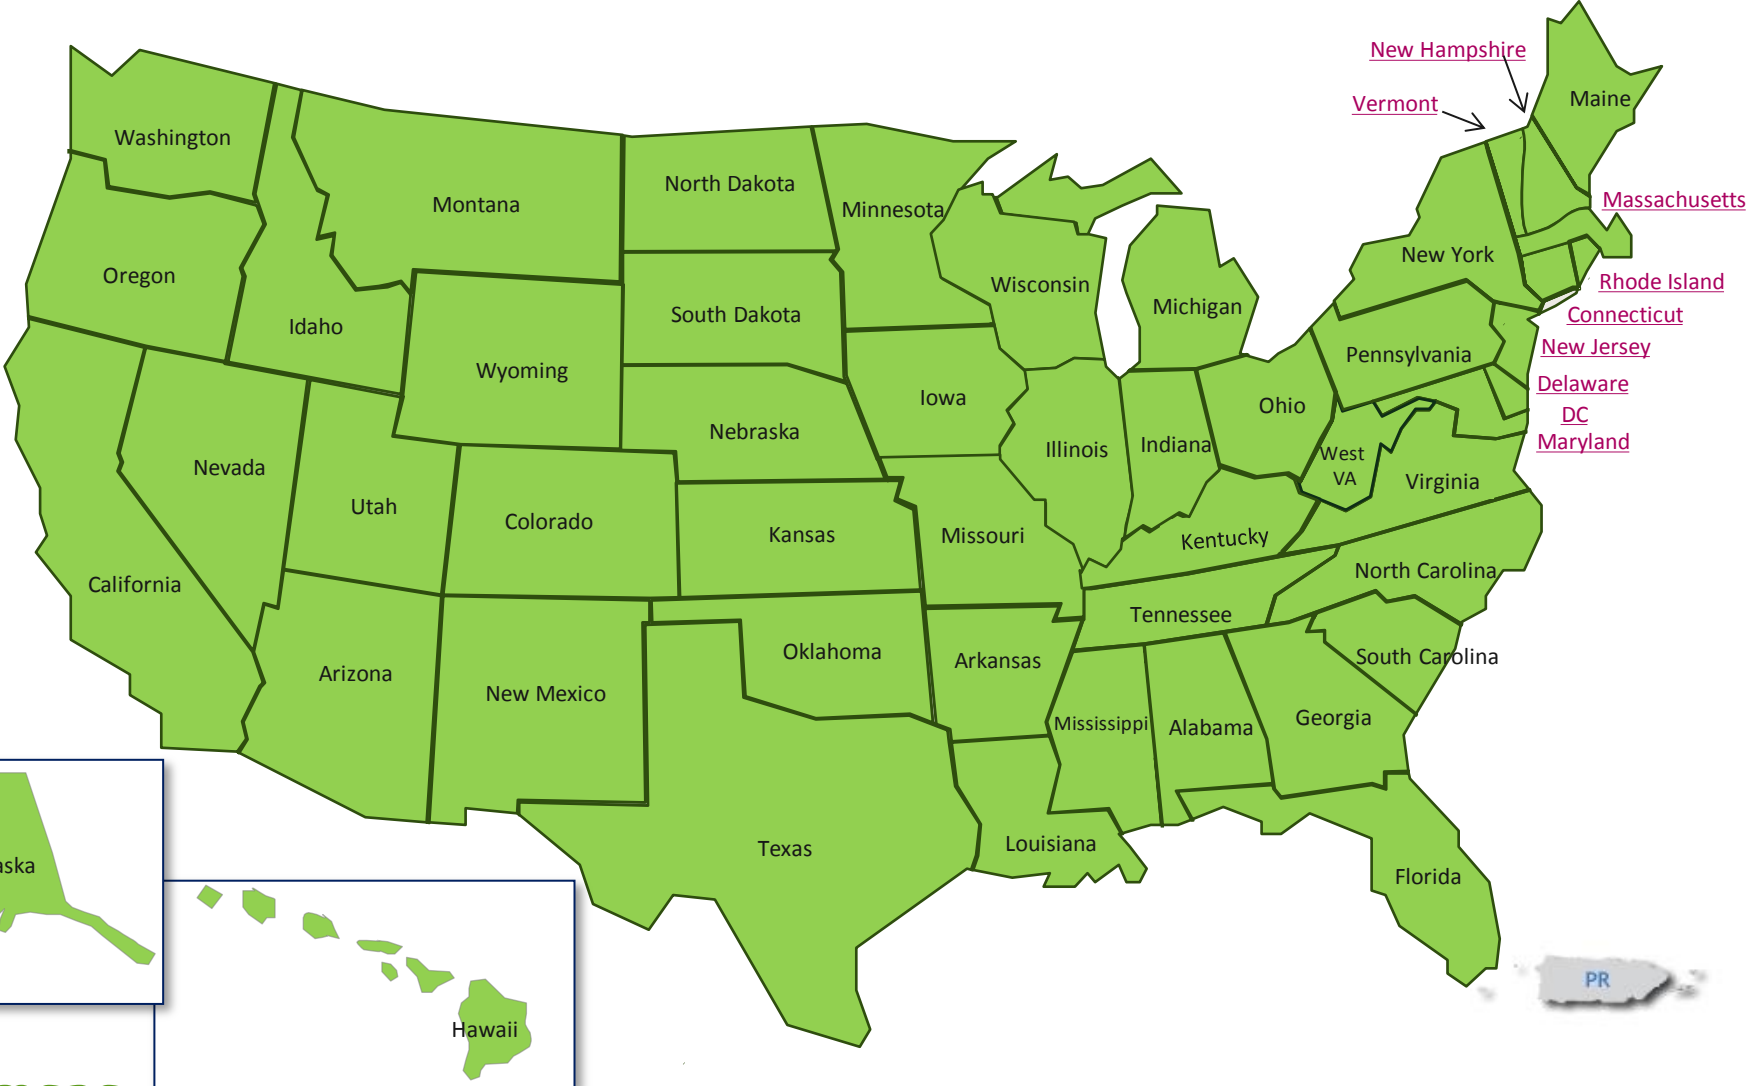 New Hampshire
Vermont
Maine
Washington
Montana
North Dakota
Minnesota
Massachusetts
Oregon
Idaho
South Dakota
Wisconsin
Michigan
New York
Rhode Island
Connecticut
New Jersey
Wyoming
Pennsylvania
Delaware
DC
Maryland
Iowa
Ohio
Nebraska
Illinois
Indiana
West
VA
Virginia
Nevada
Utah
Colorado
Kansas
Missouri
Kentucky
California
North Carolina
Tennessee
Arizona
New Mexico
Oklahoma
Arkansas
South Carolina
Mississippi
Alabama
Georgia
Texas
Louisiana
Florida
aska
Hawaii
PR